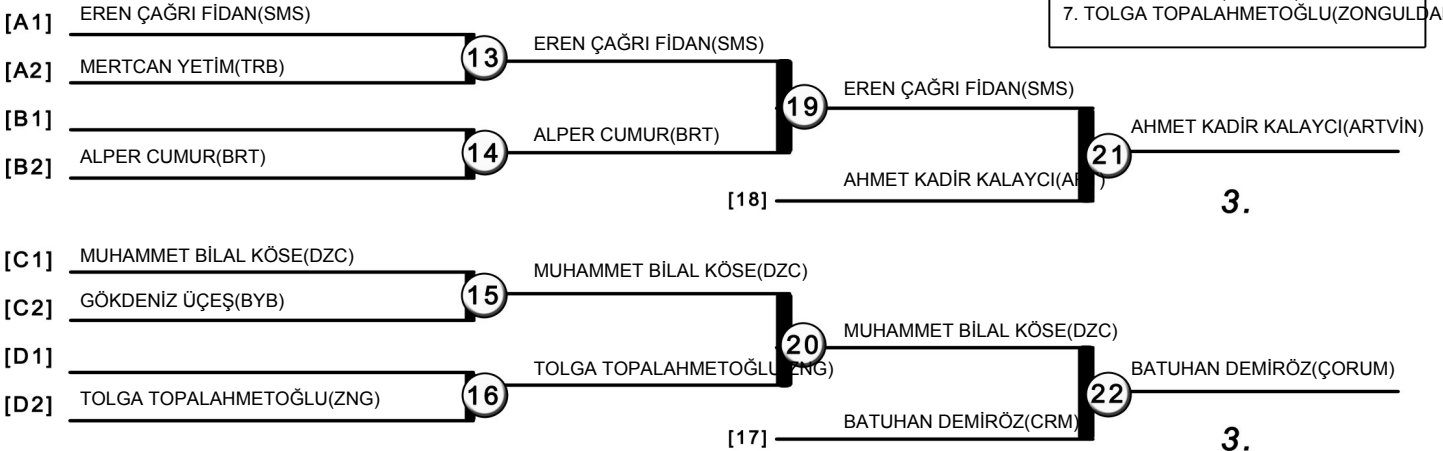 7. TOLGA TOPALAHMETOĞLU(ZONGULDA
[A1] EREN ÇAĞRI FİDAN(SMS)
[A2] MERTCAN YETİM(TRB)
13
EREN ÇAĞRI FİDAN(SMS)
[B1]
[B2] ALPER CUMUR(BRT)
14
ALPER CUMUR(BRT)
19
EREN ÇAĞRI FİDAN(SMS)
[18] AHMET KADİR KALAYCI(A
21
AHMET KADİR KALAYCI(ARTVİN)
3.
[C1] MUHAMMET BİLAL KÖSE(DZC)
[C2] GÖKDENİZ ÜÇEŞ(BYB)
15
MUHAMMET BİLAL KÖSE(DZC)
[D1]
[D2] TOLGA TOPALAHMETOĞLU(ZNG)
16
TOLGA TOPALAHMETOĞLU(ZNG)
20
MUHAMMET BİLAL KÖSE(DZC)
[17] BATUHAN DEMİRÖZ(CRM)
22
BATUHAN DEMİRÖZ(ÇORUM)
3.